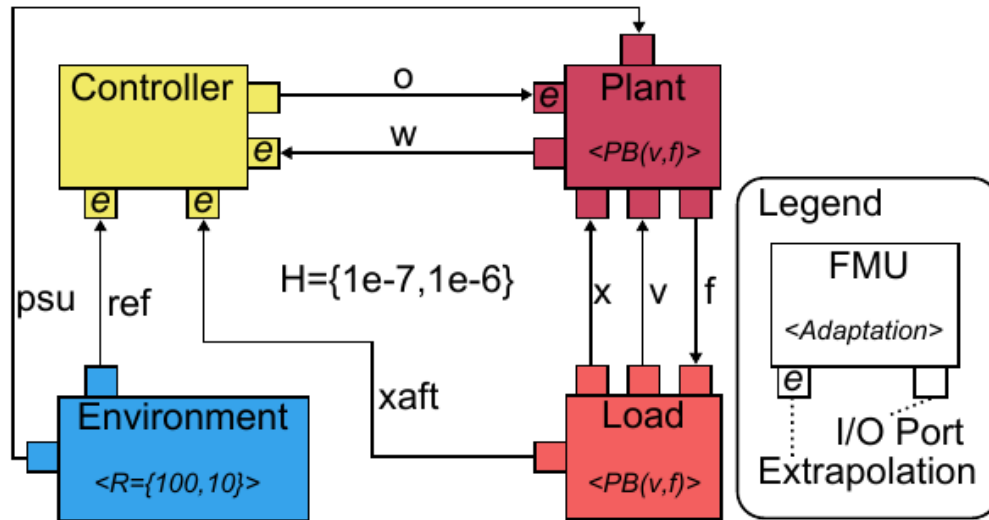 Controller
e
e
e
o
w
Plant
e
<PB(v,f)>
psu
ref
H={1e-7,1e-6}
x
v
f
xaft
Environment
<R={100,10}>
Load
<PB(v,f)>
Legend
FMU
<Adaptation>
e
I/O Port
Extrapolation